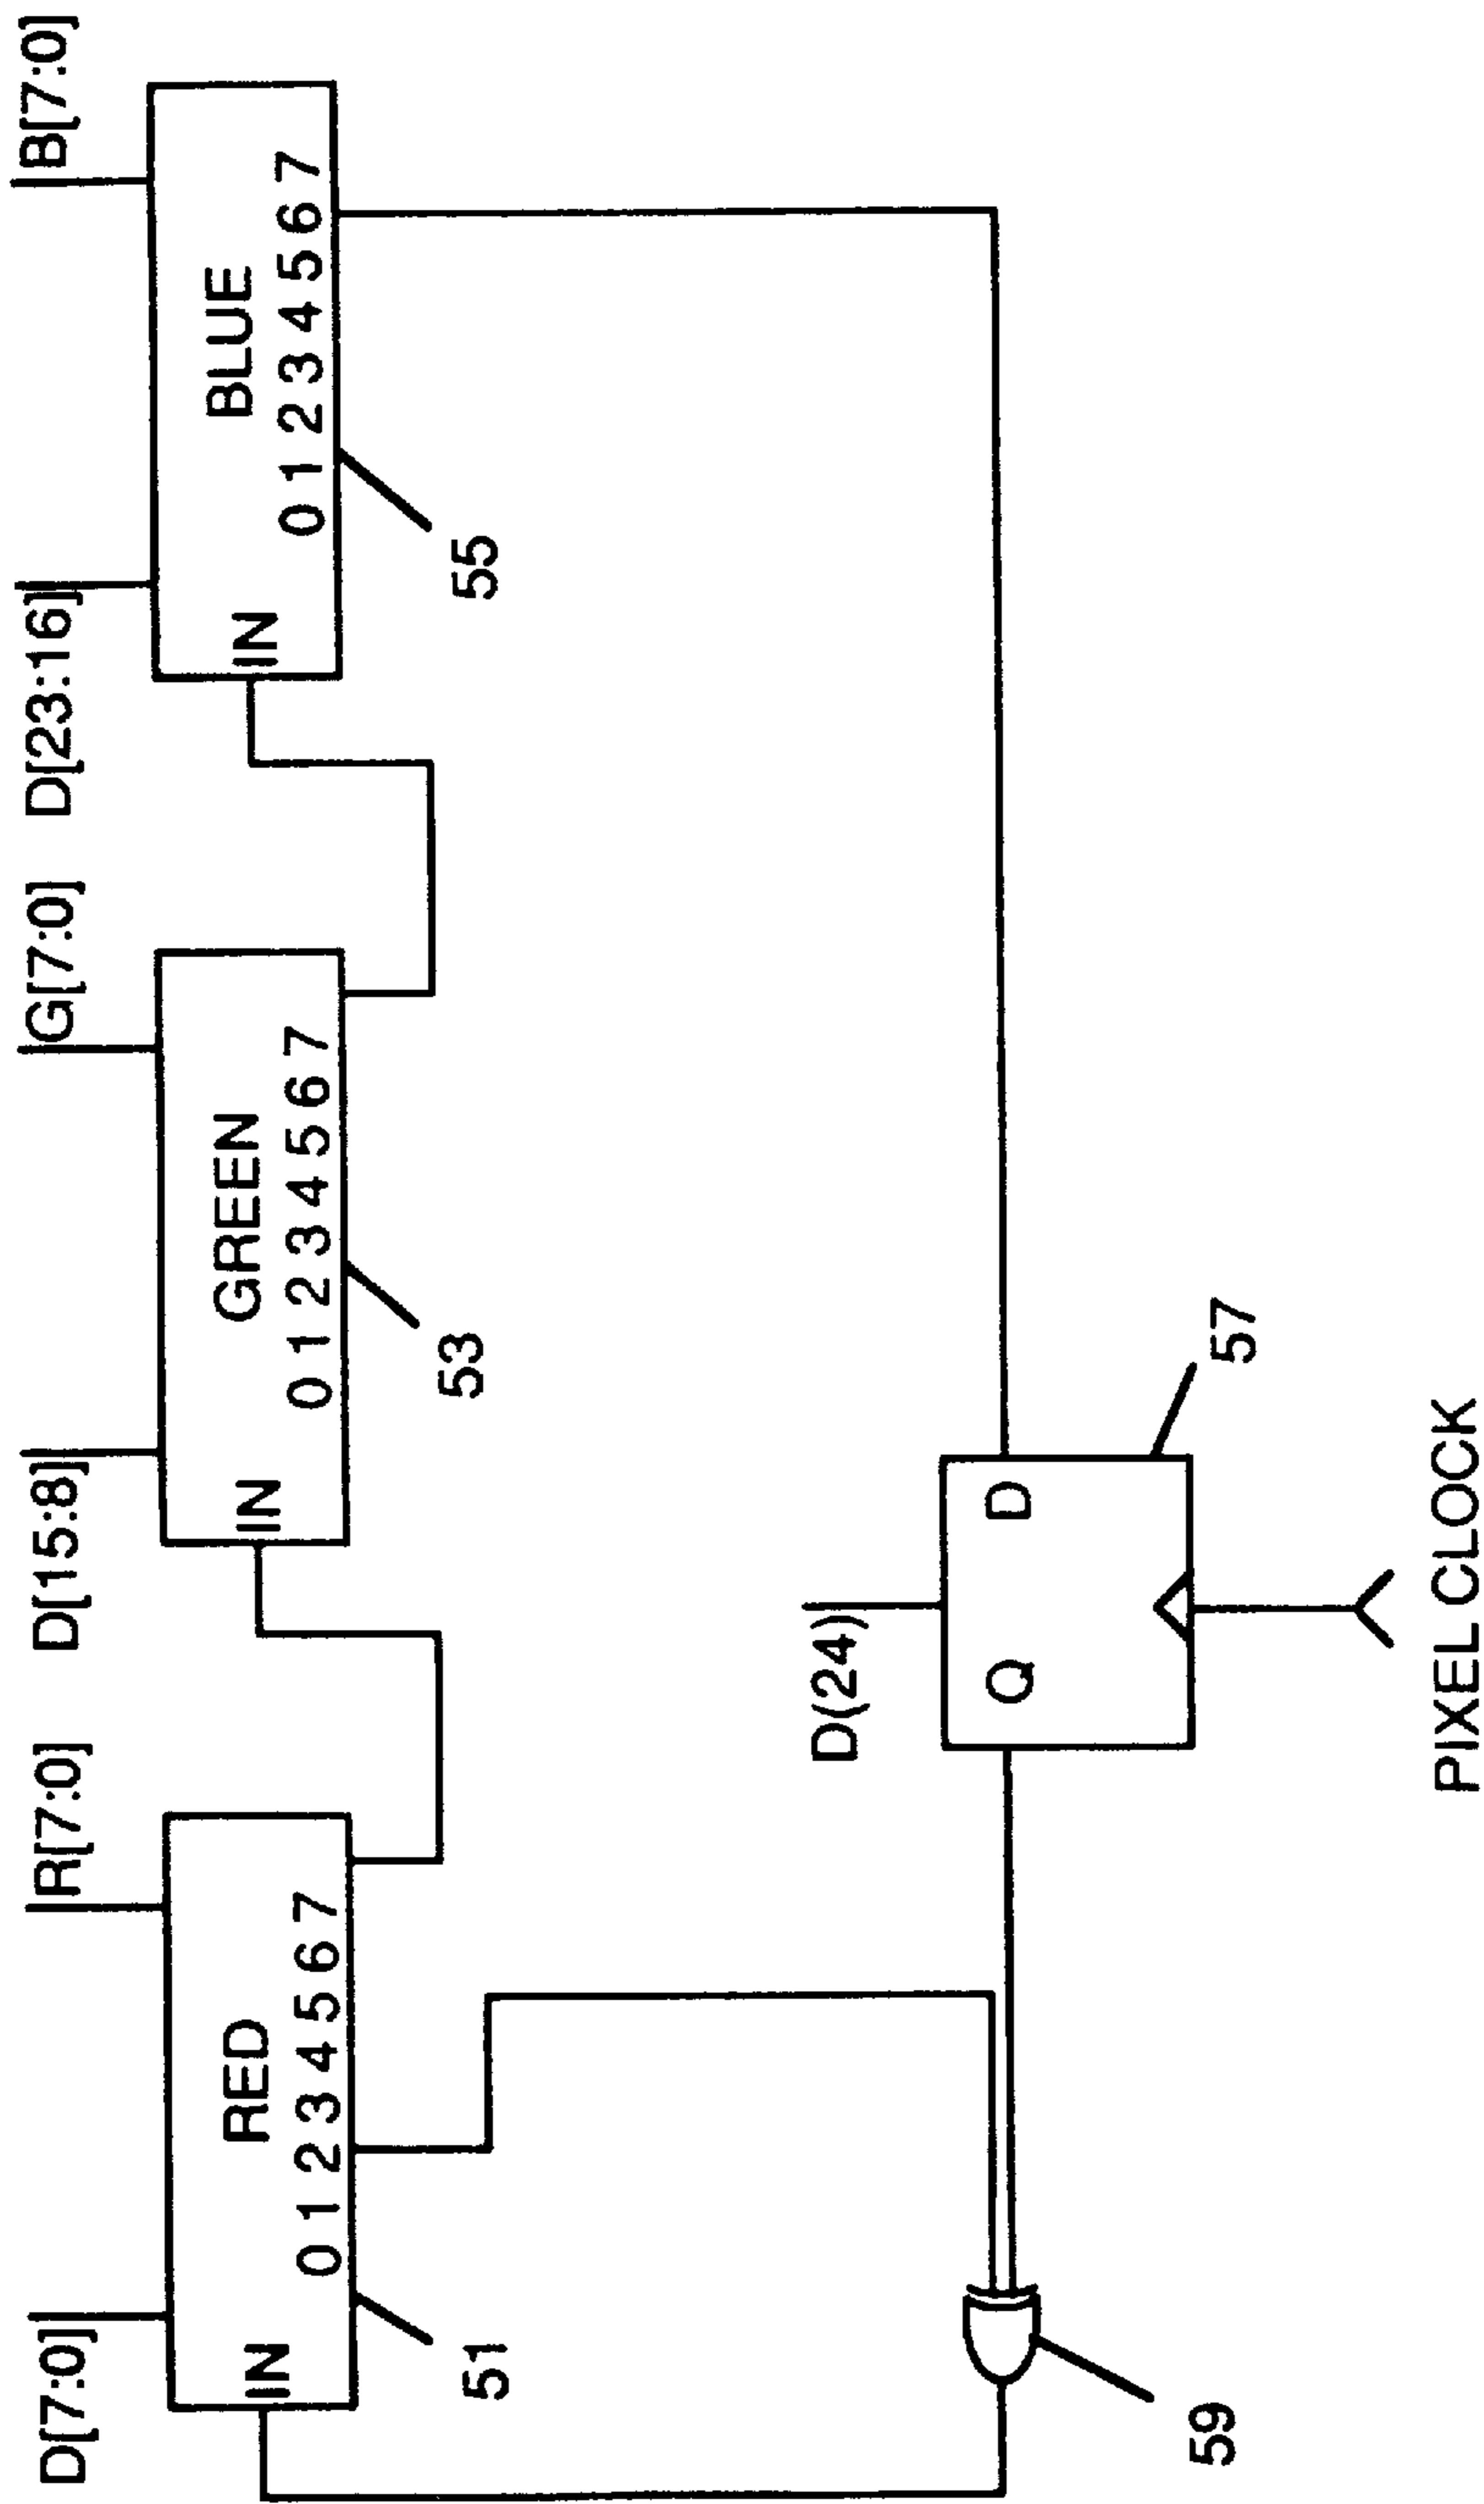 D[7:0] R[7:0] D[15:8] G[7:0] D[23:16] B[7:0]
RED GREEN BLUE
IN IN IN
0 1 2 3 4 5 6 7 0 1 2 3 4 5 6 7 0 1 2 3 4 5 6 7
51 53 55
D(24)
Q D
59 57
PIXEL CLOCK